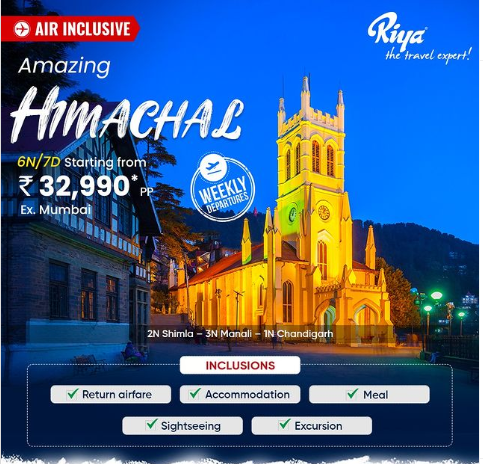 AIR INCLUSIVE
Riya
the travel expert!
Amazing
HIMACHAL
6N/7D Starting from
₹ 32,990* PP
Ex. Mumbai
WEEKLY
DEPARTURES
2N Shimla – 3N Manali – 1N Chandigarh
INCLUSIONS
Return airfare
Accommodation
Meal
Sightseeing
Excursion